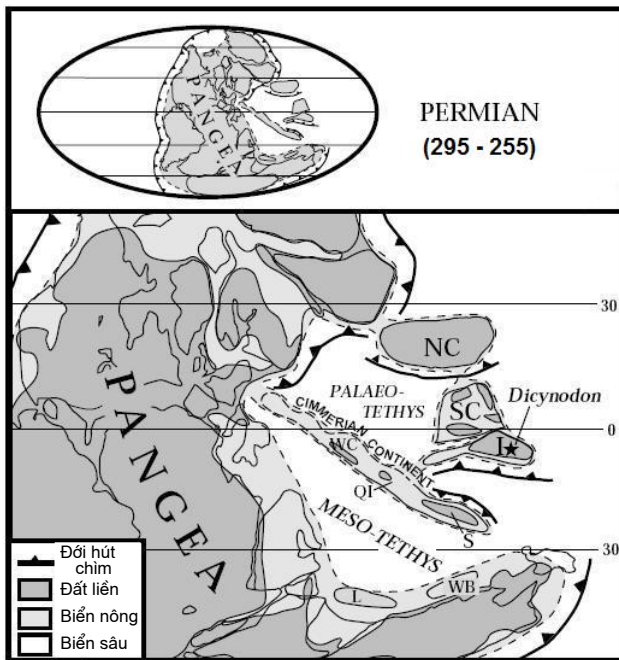 PANGEA
PERMIAN
(295 - 255)
30
NC
PALAEO-
TETHYS
SC
Dicynodon
0
I
CIMMERIAN CONTINENT
WC
QI
S
PANGEA
MESO-TETHYS
30
L
WB
Đới hút
chìm
Đất liền
Biển nông
Biển sâu